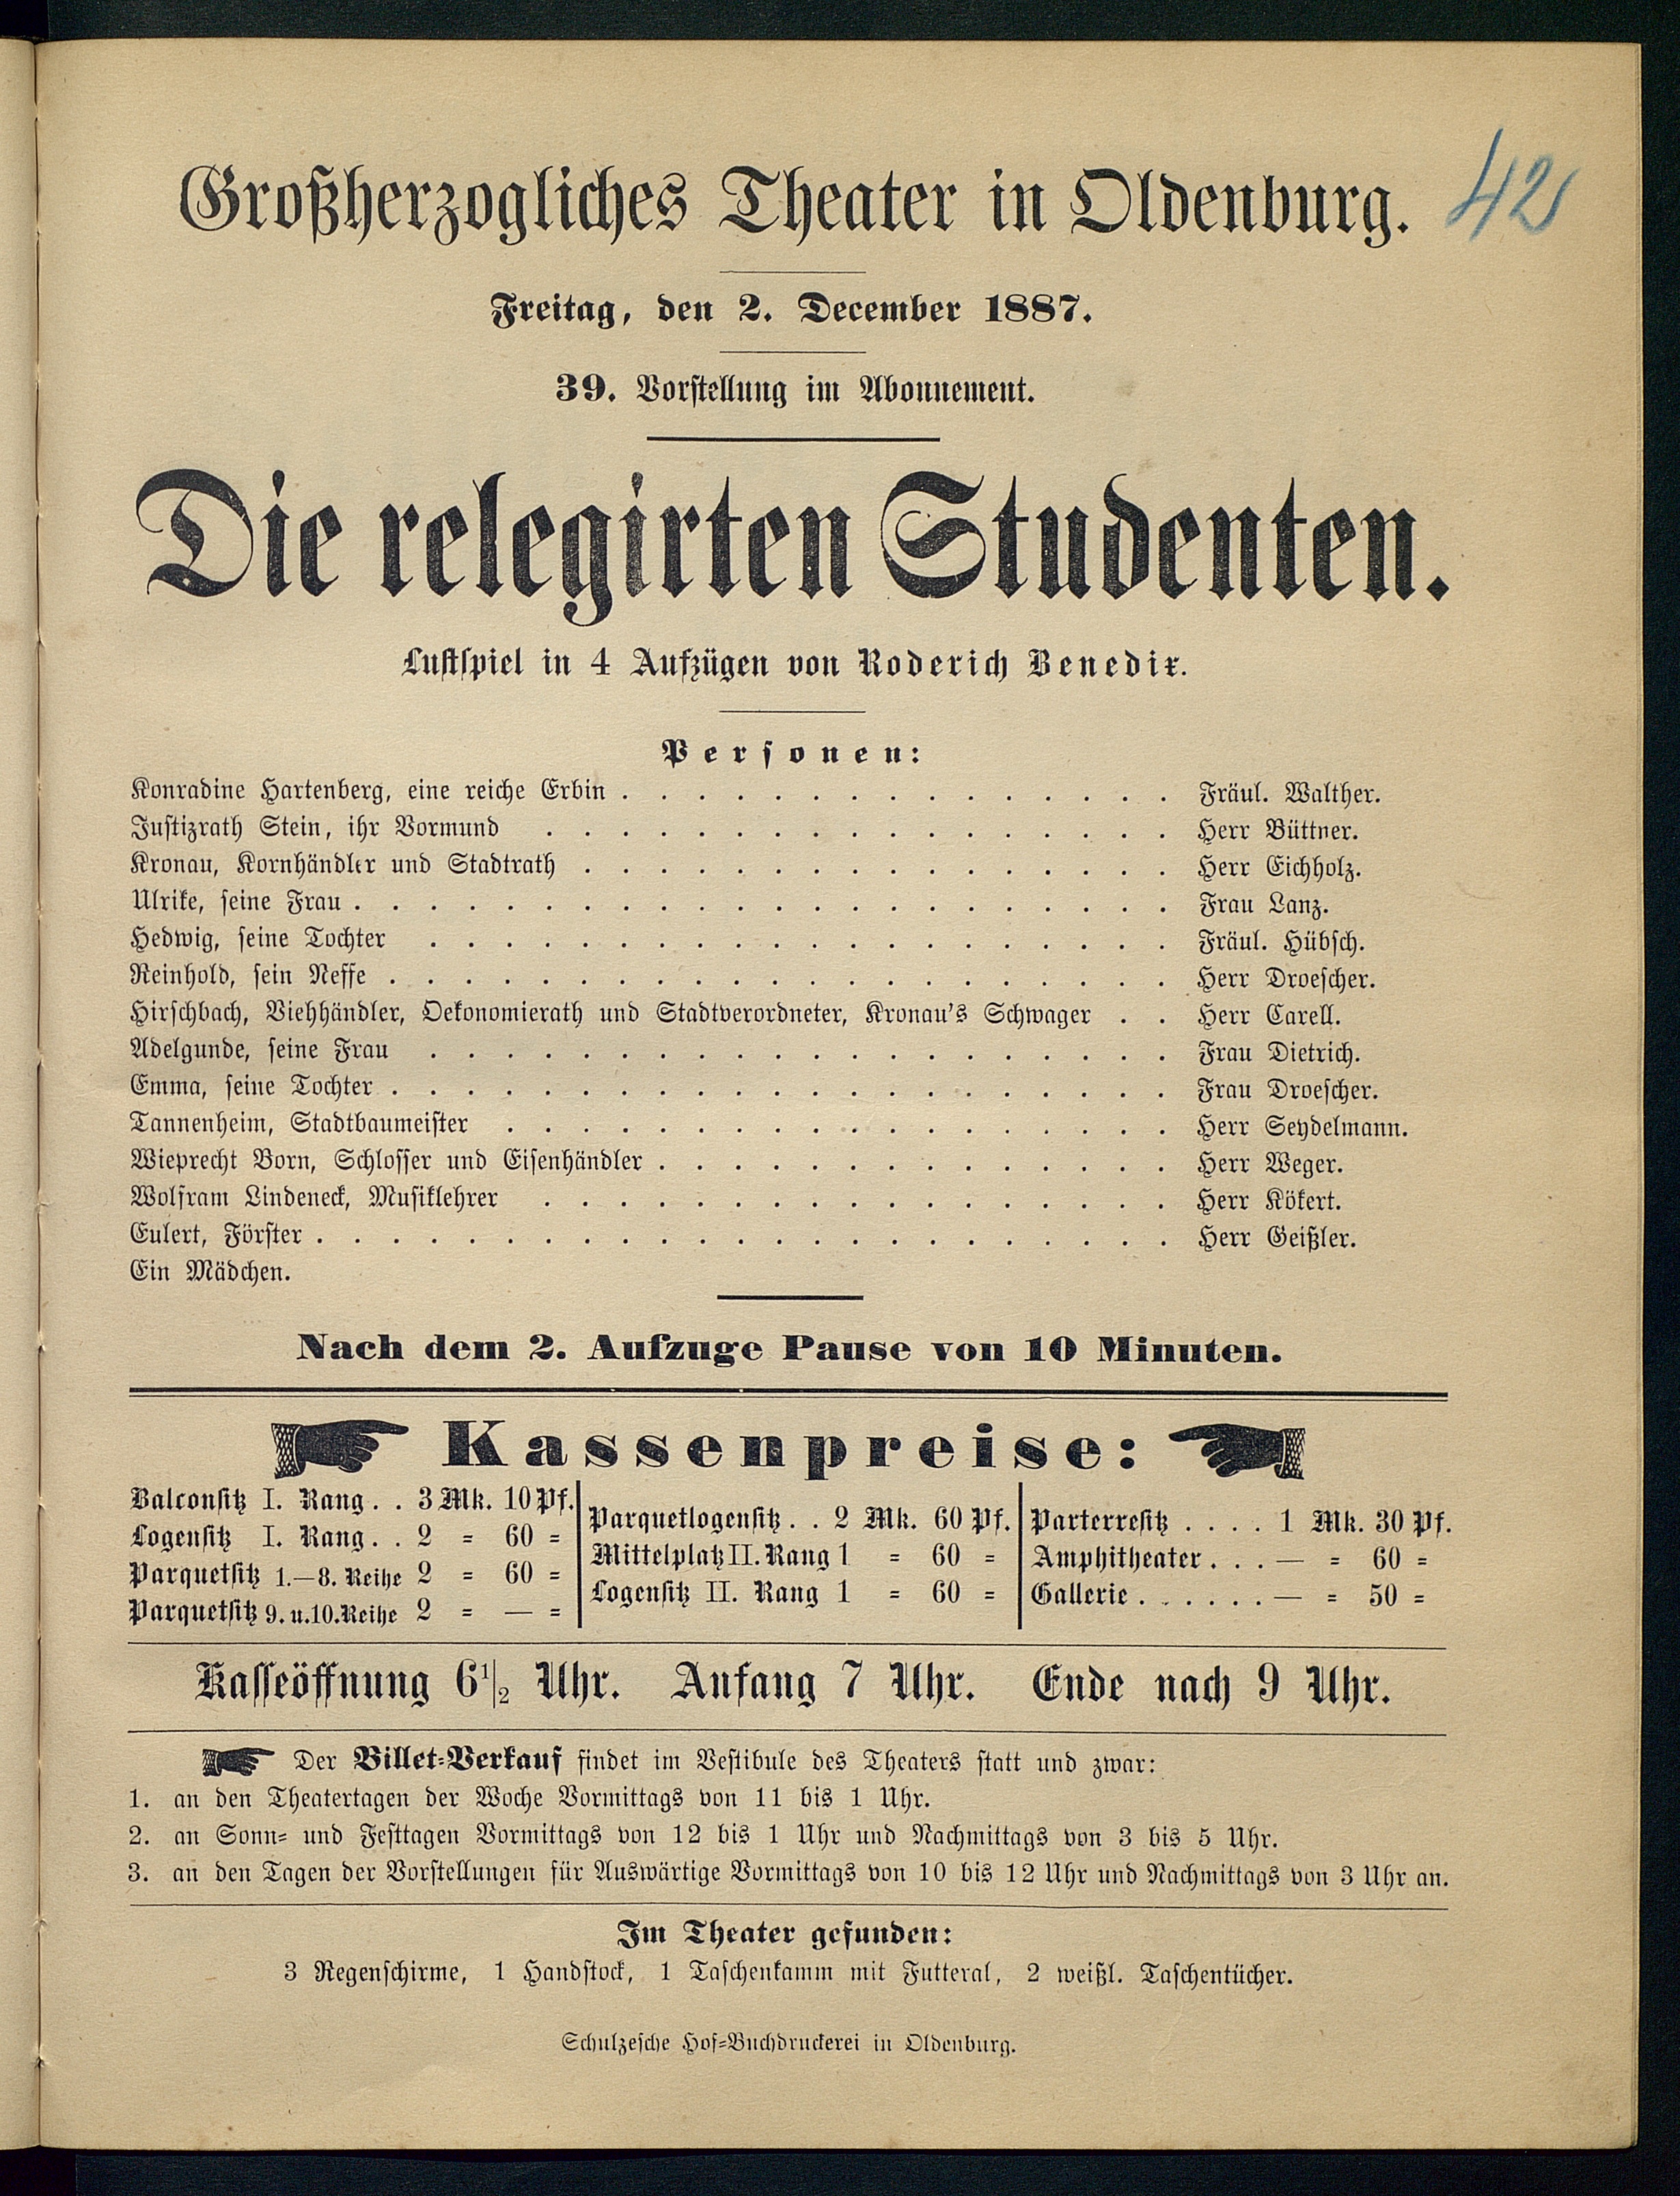 Großherzogliches Theater in Oldenburg. 42
Freitag, den 2. December 1887.
39. Vorstellung im Abonnement.
Die relegirten Studenten.
Lustspiel in 4 Aufzügen von Roderich Benedix.
Personen:
Konradine Hartenberg, eine reiche Erbin . . . . . . . . . . . . . . . Fräul. Walther.
Justizrath Stein, ihr Vormund . . . . . . . . . . . . . . . . . Herr Büttner.
Kronau, Kornhändler und Stadtrath . . . . . . . . . . . . . . . . Herr Eichholz.
Ulrike, seine Frau . . . . . . . . . . . . . . . . . . . . . . Frau Lanz.
Hedwig, seine Tochter . . . . . . . . . . . . . . . . . . . . Fräul. Hübsch.
Reinhold, sein Neffe . . . . . . . . . . . . . . . . . . . . . Herr Droescher.
Hirschbach, Viehhändler, Oekonomierath und Stadtverordneter, Kronau's Schwager . . Herr Carell.
Adelgunde, seine Frau . . . . . . . . . . . . . . . . . . . . Frau Dietrich.
Emma, seine Tochter . . . . . . . . . . . . . . . . . . . . . Frau Droescher.
Tannenheim, Stadtbaumeister . . . . . . . . . . . . . . . . . . Herr Seydelmann.
Wieprecht Born, Schlosser und Eisenhändler . . . . . . . . . . . . . . Herr Weger.
Wolfram Lindeneck, Musiklehrer . . . . . . . . . . . . . . . . . Herr Kökert.
Eulert, Förster . . . . . . . . . . . . . . . . . . . . . . . Herr Geißler.
Ein Mädchen.
Nach dem 2. Aufzuge Pause von 10 Minuten.
Kassenpreise:
Balconsitz I. Rang . . 3 Mk. 10 Pf.
Logensitz I. Rang . . 2 = 60 =
Parquetsitz 1.—8. Reihe 2 = 60 =
Parquetsitz 9. u. 10. Reihe 2 = — =
Parquetlogensitz . . 2 Mk. 60 Pf.
Mittelplatz II. Rang 1 = 60 =
Logensitz II. Rang 1 = 60 =
Parterresitz . . . . 1 Mk. 30 Pf.
Amphitheater . . . — = 60 =
Gallerie . . . . . . — = 50 =
Kasseöffnung 6 1/2 Uhr. Anfang 7 Uhr. Ende nach 9 Uhr.
Der Billet=Verkauf findet im Vestibule des Theaters statt und zwar:
1. an den Theatertagen der Woche Vormittags von 11 bis 1 Uhr.
2. an Sonn= und Festtagen Vormittags von 12 bis 1 Uhr und Nachmittags von 3 bis 5 Uhr.
3. an den Tagen der Vorstellungen für Auswärtige Vormittags von 10 bis 12 Uhr und Nachmittags von 3 Uhr an.
Im Theater gefunden:
3 Regenschirme, 1 Handstock, 1 Taschenkamm mit Futteral, 2 weißl. Taschentücher.
Schulzesche Hof=Buchdruckerei in Oldenburg.